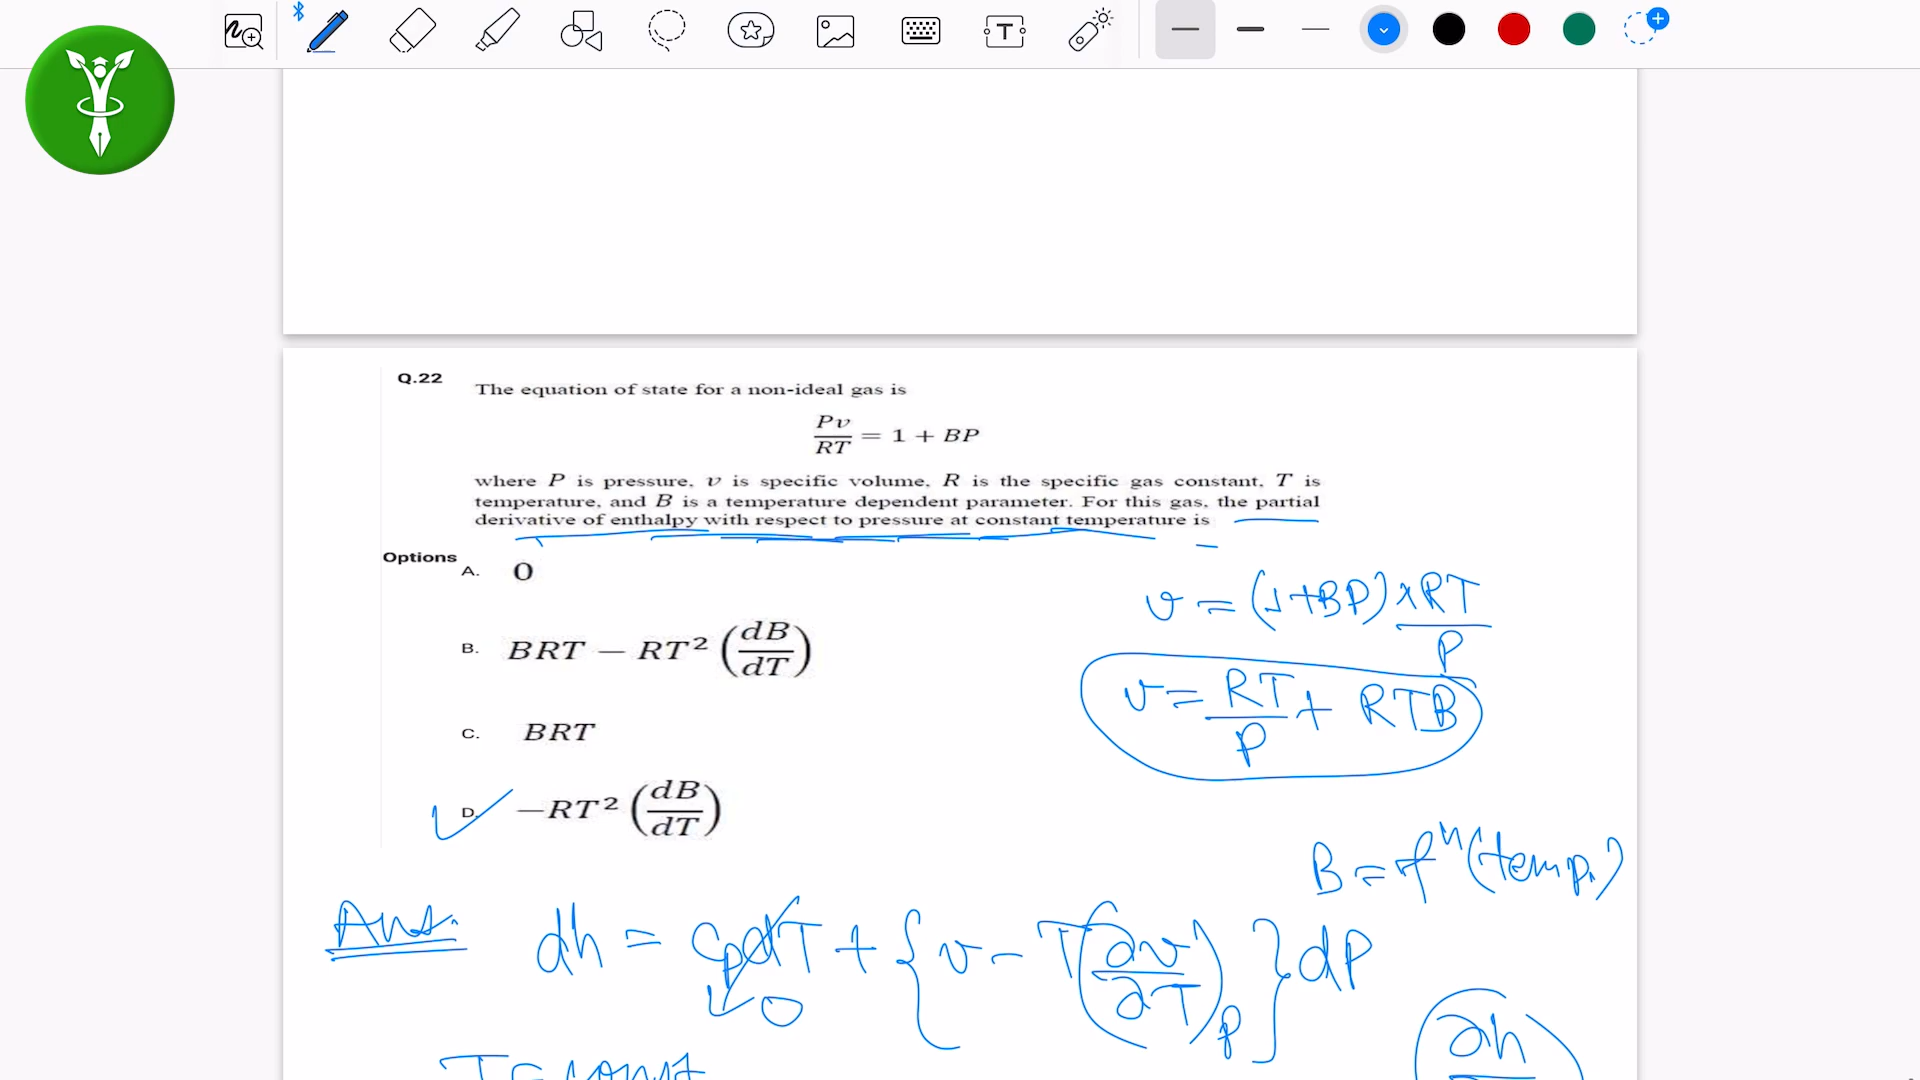 Q.22
The equation of state for a non-ideal gas is
Pv/RT = 1 + BP
where P is pressure, v is specific volume, R is the specific gas constant, T is
temperature, and B is a temperature dependent parameter. For this gas, the partial
derivative of enthalpy with respect to pressure at constant temperature is
Options
A. 0
B. BRT − RT² (dB/dT)
C. BRT
D. −RT² (dB/dT)
v = (1+BP) × RT/P
v = RT/P + RTB
B = fⁿ(temp.)
Ans. dh = cpdT + {v − T(∂v/∂T)p} dP
0
∂h
T = const